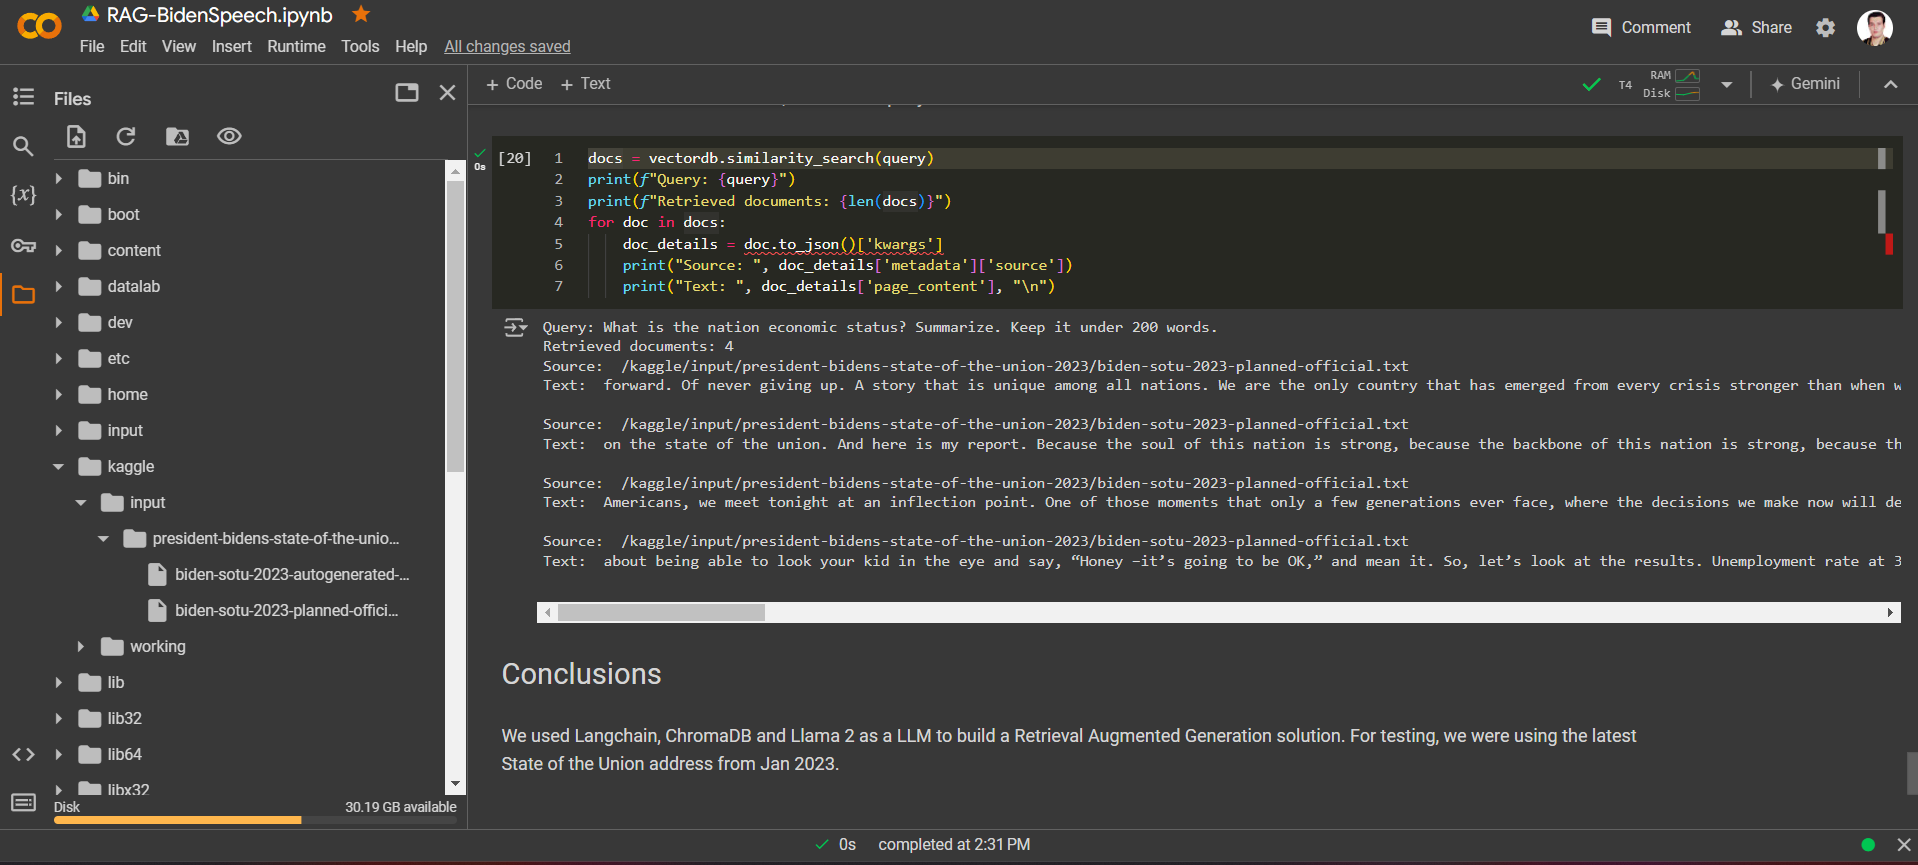 RAG-BidenSpeech.ipynb
File Edit View Insert Runtime Tools Help All changes saved
Comment Share
Files
+ Code + Text
T4 RAM Disk Gemini
bin
boot
content
datalab
dev
etc
home
input
kaggle
input
president-bidens-state-of-the-unio...
biden-sotu-2023-autogenerated-...
biden-sotu-2023-planned-offici...
working
lib
lib32
lib64
libx32
Disk 30.19 GB available
0s
[20]
1 docs = vectordb.similarity_search(query)
2 print(f"Query: {query}")
3 print(f"Retrieved documents: {len(docs)}")
4 for doc in docs:
5 doc_details = doc.to_json()['kwargs']
6 print("Source: ", doc_details['metadata']['source'])
7 print("Text: ", doc_details['page_content'], "\n")
Query: What is the nation economic status? Summarize. Keep it under 200 words.
Retrieved documents: 4
Source:  /kaggle/input/president-bidens-state-of-the-union-2023/biden-sotu-2023-planned-official.txt
Text:  forward. Of never giving up. A story that is unique among all nations. We are the only country that has emerged from every crisis stronger than when w
Source:  /kaggle/input/president-bidens-state-of-the-union-2023/biden-sotu-2023-planned-official.txt
Text:  on the state of the union. And here is my report. Because the soul of this nation is strong, because the backbone of this nation is strong, because th
Source:  /kaggle/input/president-bidens-state-of-the-union-2023/biden-sotu-2023-planned-official.txt
Text:  Americans, we meet tonight at an inflection point. One of those moments that only a few generations ever face, where the decisions we make now will de
Source:  /kaggle/input/president-bidens-state-of-the-union-2023/biden-sotu-2023-planned-official.txt
Text:  about being able to look your kid in the eye and say, “Honey –it’s going to be OK,” and mean it. So, let’s look at the results. Unemployment rate at 3
Conclusions
We used Langchain, ChromaDB and Llama 2 as a LLM to build a Retrieval Augmented Generation solution. For testing, we were using the latest
State of the Union address from Jan 2023.
0s completed at 2:31 PM